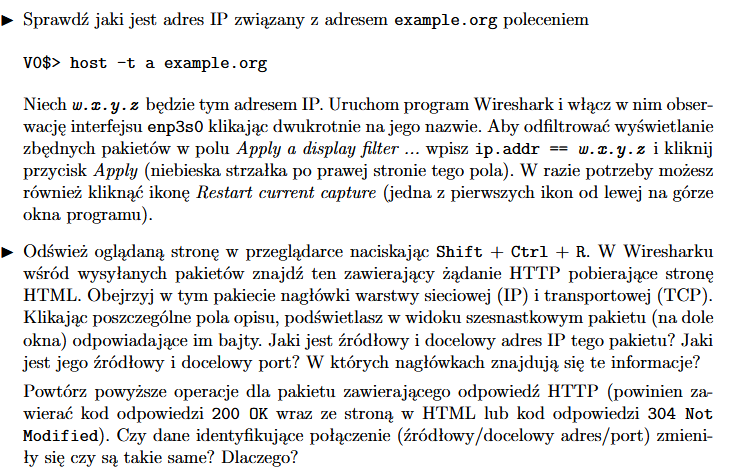 ► Sprawdź jaki jest adres IP związany z adresem example.org poleceniem
V0$> host -t a example.org
Niech w.x.y.z będzie tym adresem IP. Uruchom program Wireshark i włącz w nim obser-
wację interfejsu enp3s0 klikając dwukrotnie na jego nazwie. Aby odfiltrować wyświetlanie
zbędnych pakietów w polu Apply a display filter ... wpisz ip.addr == w.x.y.z i kliknij
przycisk Apply (niebieska strzałka po prawej stronie tego pola). W razie potrzeby możesz
również kliknąć ikonę Restart current capture (jedna z pierwszych ikon od lewej na górze
okna programu).
► Odśwież oglądaną stronę w przeglądarce naciskając Shift + Ctrl + R. W Wiresharku
wśród wysyłanych pakietów znajdź ten zawierający żądanie HTTP pobierające stronę
HTML. Obejrzyj w tym pakiecie nagłówki warstwy sieciowej (IP) i transportowej (TCP).
Klikając poszczególne pola opisu, podświetlasz w widoku szesnastkowym pakietu (na dole
okna) odpowiadające im bajty. Jaki jest źródłowy i docelowy adres IP tego pakietu? Jaki
jest jego źródłowy i docelowy port? W których nagłówkach znajdują się te informacje?
Powtórz powyższe operacje dla pakietu zawierającego odpowiedź HTTP (powinien za-
wierać kod odpowiedzi 200 OK wraz ze stroną w HTML lub kod odpowiedzi 304 Not
Modified). Czy dane identyfikujące połączenie (źródłowy/docelowy adres/port) zmieni-
ły się czy są takie same? Dlaczego?